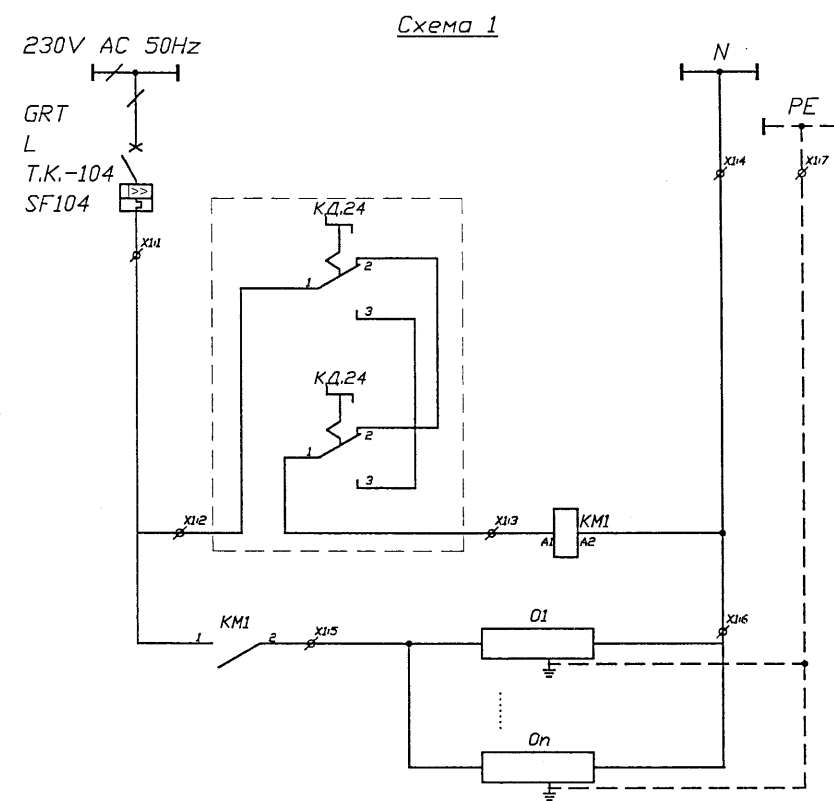 Схема 1
230V AC 50Hz
N
PE
GRT
L
T.K.-104
SF104
X1:4
X1:7
X1:1
КД.24
1
2
3
КД.24
1
2
3
X1:2
X1:3
KM1
A1
A2
KM1
1
2
X1:5
O1
X1:6
On